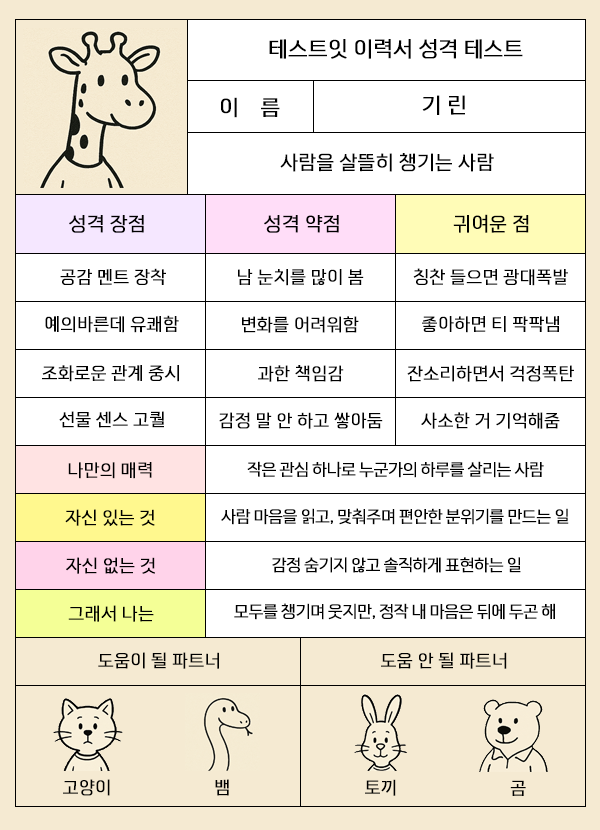 테스트잇 이력서 성격 테스트
이 름 기린
사람을 살뜰히 챙기는 사람
성격 장점 성격 약점 귀여운 점
공감 멘트 장착 남 눈치를 많이 봄 칭찬 들으면 광대폭발
예의바른데 유쾌함 변화를 어려워함 좋아하면 티 팍팍냄
조화로운 관계 중시 과한 책임감 잔소리하면서 걱정폭탄
선물 센스 고퀄 감정 말 안 하고 쌓아둠 사소한 거 기억해줌
나만의 매력 작은 관심 하나로 누군가의 하루를 살리는 사람
자신 있는 것 사람 마음을 읽고, 맞춰주며 편안한 분위기를 만드는 일
자신 없는 것 감정 숨기지 않고 솔직하게 표현하는 일
그래서 나는 모두를 챙기며 웃지만, 정작 내 마음은 뒤에 두곤 해
도움이 될 파트너 도움 안 될 파트너
고양이 뱀 토끼 곰